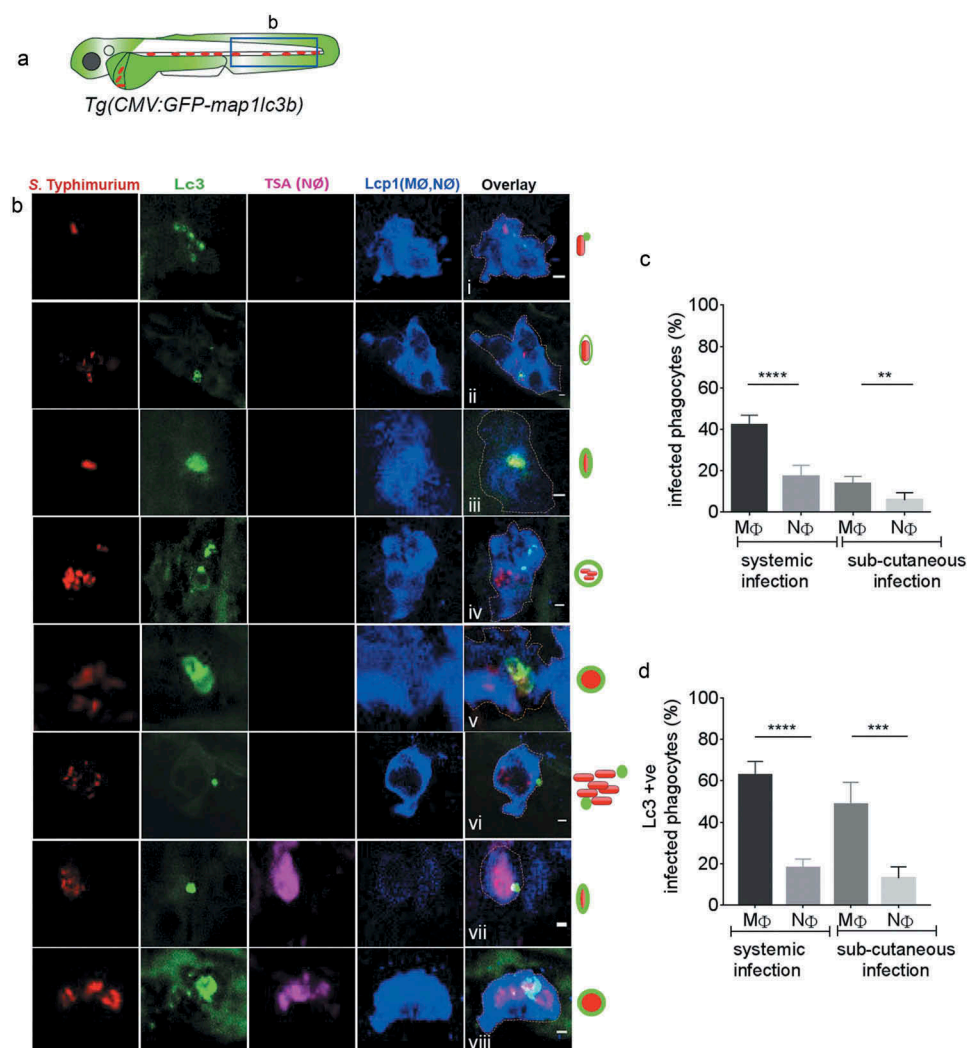 b
a
Tg(CMV:GFP-map1lc3b)
b
S. Typhimurium Lc3 TSA (NØ) Lcp1(MØ,NØ) Overlay
i
ii
iii
iv
v
vi
vii
viii
c
infected phagocytes (%)
100
80
60
40
20
0
**** **
MΦ NΦ MΦ NΦ
systemic infection
sub-cutaneous infection
d
Lc3 +ve
infected phagocytes (%)
100
80
60
40
20
0
**** ***
MΦ NΦ MΦ NΦ
systemic infection
sub-cutaneous infection